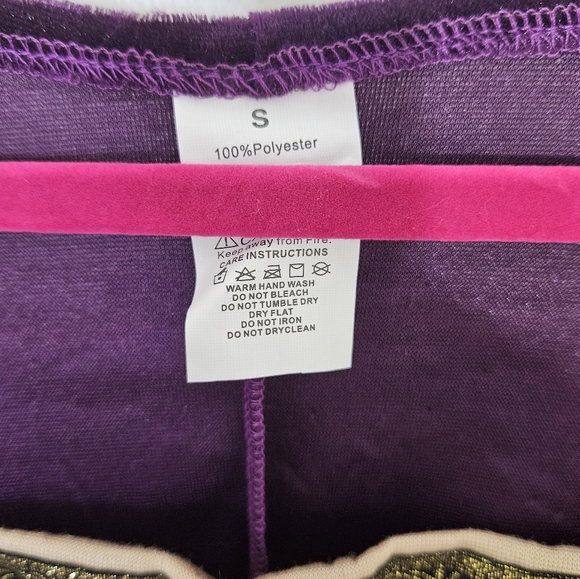 S
100%Polyester
Keep away from Fire.
CARE INSTRUCTIONS
WARM HAND WASH
DO NOT BLEACH
DO NOT TUMBLE DRY
DRY FLAT
DO NOT IRON
DO NOT DRYCLEAN